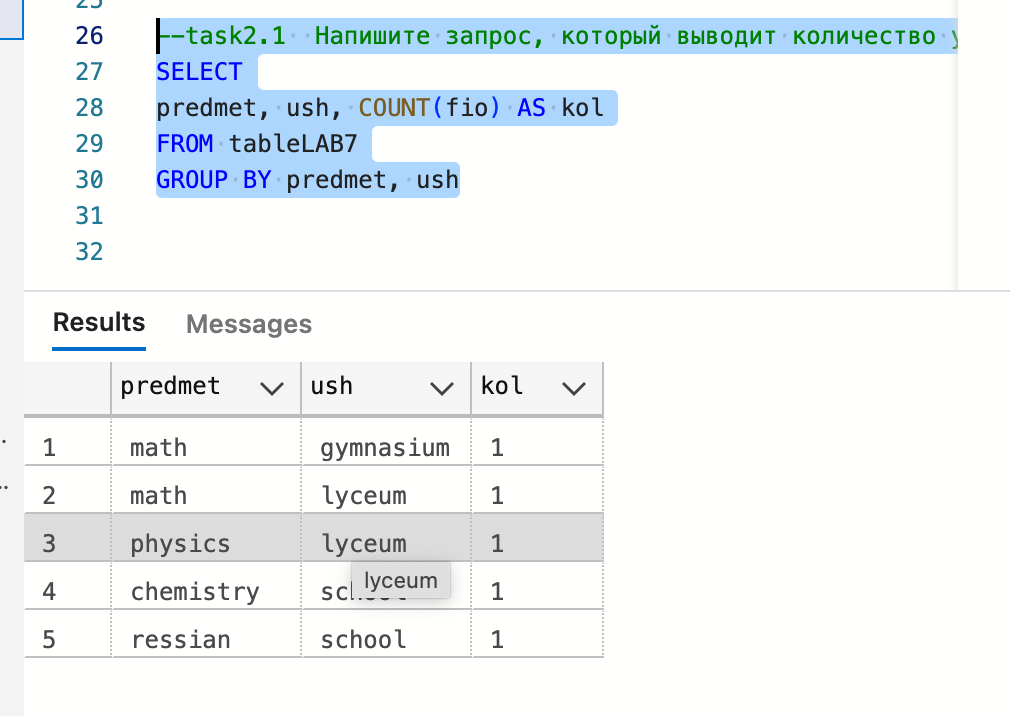 26 --task2.1 Напишите запрос, который выводит количество
27 SELECT
28 predmet, ush, COUNT(fio) AS kol
29 FROM tableLAB7
30 GROUP BY predmet, ush
31
32
Results Messages
predmet ush kol
1 math gymnasium 1
2 math lyceum 1
3 physics lyceum 1
lyceum
4 chemistry 1
5 ressian school 1